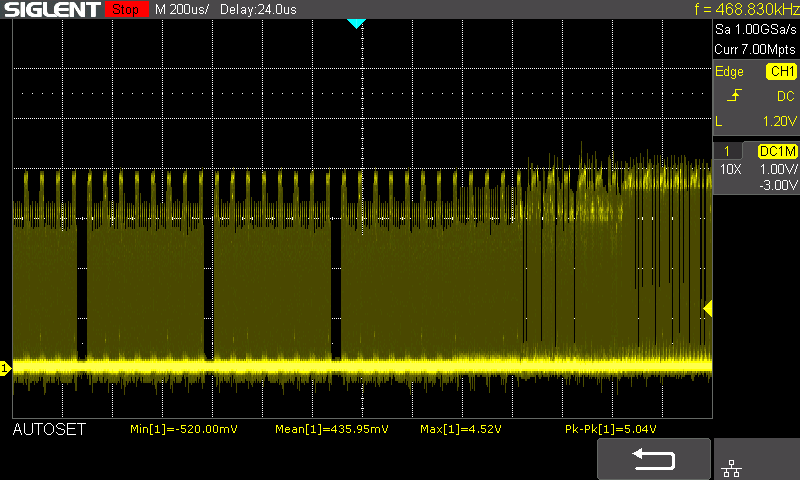 SIGLENT Stop M 200us/ Delay:24.0us f = 468.830kHz
Sa 1.00GSa/s
Curr 7.00Mpts
Edge CH1
DC
L 1.20V
1 DC1M
10X 1.00V/
-3.00V
1
AUTOSET Min[1]=-520.00mV Mean[1]=435.95mV Max[1]=4.52V Pk-Pk[1]=5.04V